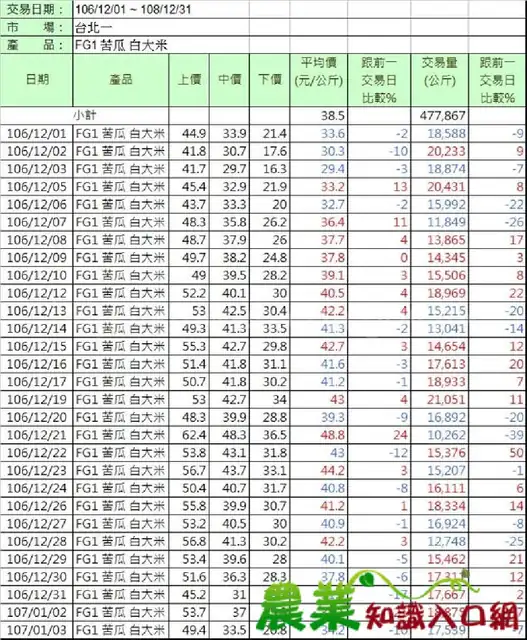 交易日期： 106/12/01 ~ 108/12/31
市 場： 台北一
產 品： FG1 苦瓜 白大米
日期 產品 上價 中價 下價 平均價 (元/公斤) 跟前一交易日比較% 交易量 (公斤) 跟前一交易日比較%
小計 38.5 477,867
106/12/01 FG1 苦瓜 白大米 44.9 33.9 21.4 33.6 -2 18,588 -9
106/12/02 FG1 苦瓜 白大米 41.8 30.7 17.6 30.3 -10 20,233 9
106/12/03 FG1 苦瓜 白大米 41.7 29.7 16.3 29.4 -3 18,874 -7
106/12/05 FG1 苦瓜 白大米 45.4 32.9 21.9 33.2 13 20,431 8
106/12/06 FG1 苦瓜 白大米 43.7 33.3 20 32.7 -2 15,992 -22
106/12/07 FG1 苦瓜 白大米 48.3 35.8 26.2 36.4 11 11,849 -26
106/12/08 FG1 苦瓜 白大米 48.7 37.9 26 37.7 4 13,865 17
106/12/09 FG1 苦瓜 白大米 49.7 38.2 24.8 37.8 0 14,345 3
106/12/10 FG1 苦瓜 白大米 49 39.5 28.2 39.1 3 15,506 8
106/12/12 FG1 苦瓜 白大米 52.2 40.1 30 40.5 4 18,969 22
106/12/13 FG1 苦瓜 白大米 53 42.5 30.4 42.2 4 15,215 -20
106/12/14 FG1 苦瓜 白大米 49.3 41.3 33.5 41.3 -2 13,041 -14
106/12/15 FG1 苦瓜 白大米 55.3 42.7 29.8 42.7 3 14,654 12
106/12/16 FG1 苦瓜 白大米 51.4 41.8 31.1 41.6 -3 17,613 20
106/12/17 FG1 苦瓜 白大米 50.7 41.8 30.2 41.2 -1 18,933 7
106/12/19 FG1 苦瓜 白大米 53 42.7 34 43 4 21,051 11
106/12/20 FG1 苦瓜 白大米 48.3 39.9 28.8 39.3 -9 16,892 -20
106/12/21 FG1 苦瓜 白大米 62.4 48.3 36.5 48.8 24 10,262 -39
106/12/22 FG1 苦瓜 白大米 53.8 43.1 31.8 43 -12 15,376 50
106/12/23 FG1 苦瓜 白大米 56.7 43.7 33.1 44.2 3 15,207 -1
106/12/24 FG1 苦瓜 白大米 50.4 40.7 31.7 40.8 -8 16,111 6
106/12/26 FG1 苦瓜 白大米 55.8 39.9 30.7 41.2 1 18,334 14
106/12/27 FG1 苦瓜 白大米 53.2 40.5 30 40.9 -1 16,924 -8
106/12/28 FG1 苦瓜 白大米 56.8 41.3 30.2 42.2 3 12,748 -25
106/12/29 FG1 苦瓜 白大米 53.4 39.6 28 40.1 -5 15,462 21
106/12/30 FG1 苦瓜 白大米 51.6 36.3 28.3 37.8 -6 12
106/12/31 FG1 苦瓜 白大米 45.2 31 17,667 2
107/01/02 FG1 苦瓜 白大米 53.7 37
107/01/03 FG1 苦瓜 白大米 49.4 33.5
農業知識入口網